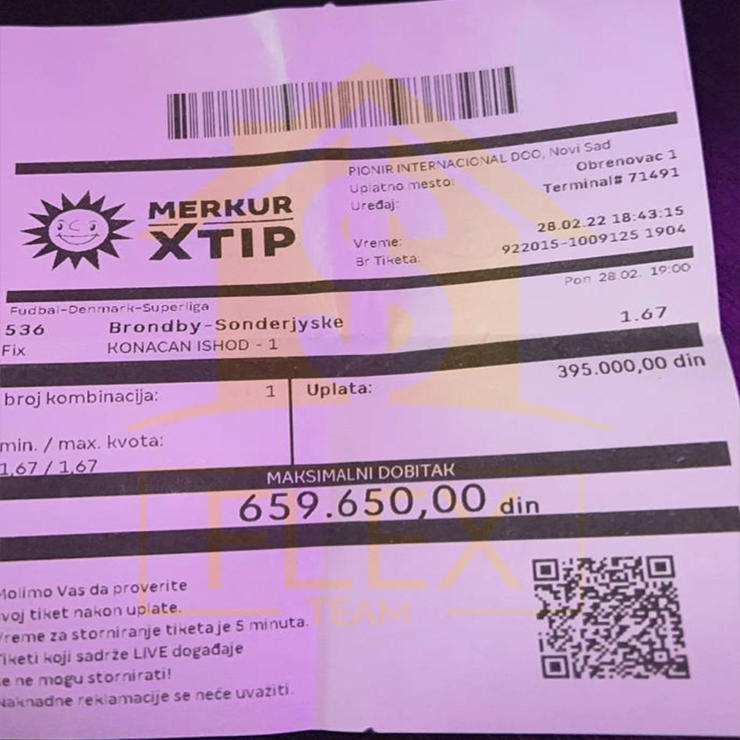 PIONIR INTERNACIONAL DOO, Novi Sad
Uplatno mesto: Obrenovac 1
Uređaj: Terminal# 71491
Vreme: 28.02.22 18:43:15
Br Tiketa: 922015-1009125 1904
MERKUR
XTIP
Fudbal-Denmark-Superliga
Pon 28.02. 19:00
536 Brondby-Sonderjyske 1.67
Fix KONACAN ISHOD - 1
broj kombinacija: 1
Uplata: 395.000,00 din
min. / max. kvota:
1,67 / 1,67
MAKSIMALNI DOBITAK
659.650,00 din
FLEX
TEAM
Molimo Vas da proverite
svoj tiket nakon uplate.
Vreme za storniranje tiketa je 5 minuta.
Tiketi koji sadrže LIVE događaje
se ne mogu stornirati!
Naknadne reklamacije se neće uvažiti.